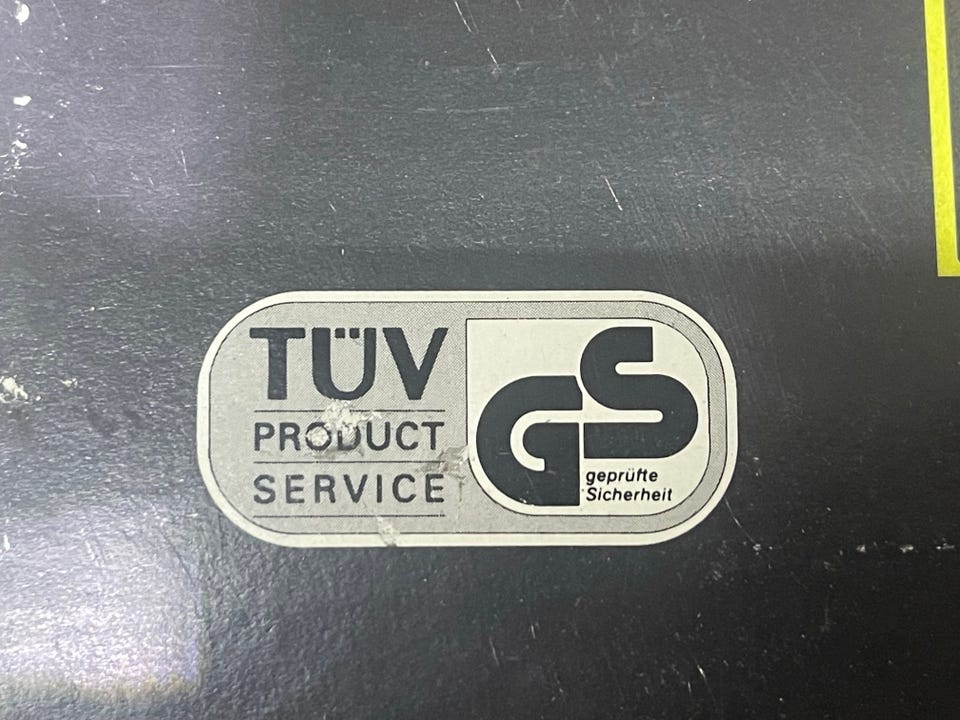 TÜV
PRODUCT
SERVICE
GS
geprüfte
Sicherheit